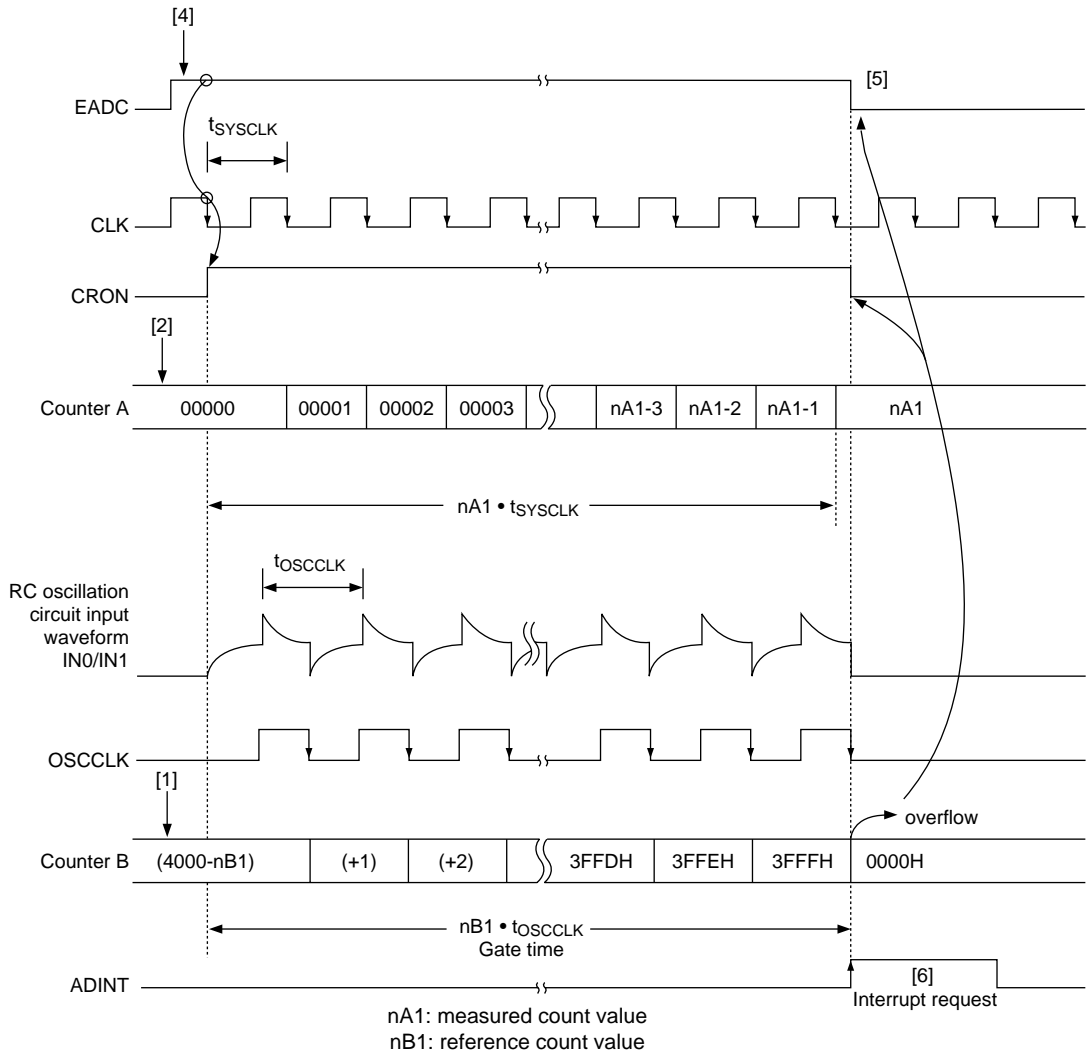 [4]
EADC
[5]
tSYSCLK
CLK
CRON
[2]
Counter A
00000
00001
00002
00003
nA1-3
nA1-2
nA1-1
nA1
nA1 • tSYSCLK
tOSCCLK
RC oscillation
circuit input
waveform
IN0/IN1
OSCCLK
[1]
overflow
Counter B
(4000-nB1)
(+1)
(+2)
3FFDH
3FFEH
3FFFH
0000H
nB1 • tOSCCLK
Gate time
ADINT
[6]
Interrupt request
nA1: measured count value
nB1: reference count value